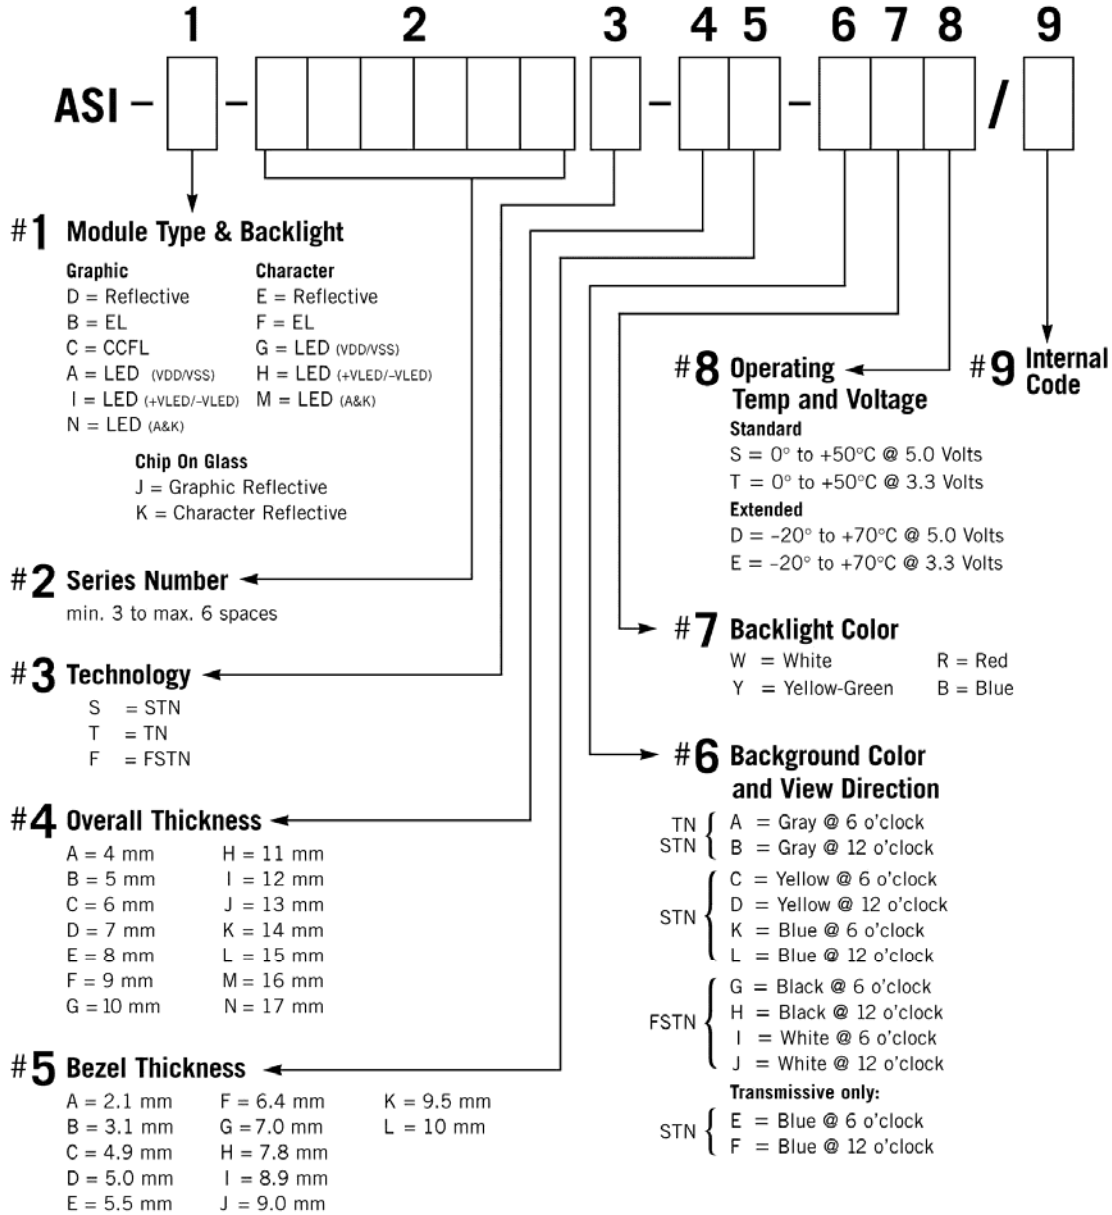 1 2 3 4 5 6 7 8 9
ASI – – – – /
#1 Module Type & Backlight
Graphic
D = Reflective
B = EL
C = CCFL
A = LED (VDD/VSS)
I = LED (+VLED/–VLED)
N = LED (A&K)
Character
E = Reflective
F = EL
G = LED (VDD/VSS)
H = LED (+VLED/–VLED)
M = LED (A&K)
Chip On Glass
J = Graphic Reflective
K = Character Reflective
#2 Series Number
min. 3 to max. 6 spaces
#3 Technology
S = STN
T = TN
F = FSTN
#4 Overall Thickness
A = 4 mm
B = 5 mm
C = 6 mm
D = 7 mm
E = 8 mm
F = 9 mm
G = 10 mm
H = 11 mm
I = 12 mm
J = 13 mm
K = 14 mm
L = 15 mm
M = 16 mm
N = 17 mm
#5 Bezel Thickness
A = 2.1 mm
B = 3.1 mm
C = 4.9 mm
D = 5.0 mm
E = 5.5 mm
F = 6.4 mm
G = 7.0 mm
H = 7.8 mm
I = 8.9 mm
J = 9.0 mm
K = 9.5 mm
L = 10 mm
#8 Operating
Temp and Voltage
Standard
S = 0° to +50°C @ 5.0 Volts
T = 0° to +50°C @ 3.3 Volts
Extended
D = –20° to +70°C @ 5.0 Volts
E = –20° to +70°C @ 3.3 Volts
#9 Internal
Code
#7 Backlight Color
W = White
Y = Yellow-Green
R = Red
B = Blue
#6 Background Color
and View Direction
TN
STN
A = Gray @ 6 o'clock
B = Gray @ 12 o'clock
STN
C = Yellow @ 6 o'clock
D = Yellow @ 12 o'clock
K = Blue @ 6 o'clock
L = Blue @ 12 o'clock
FSTN
G = Black @ 6 o'clock
H = Black @ 12 o'clock
I = White @ 6 o'clock
J = White @ 12 o'clock
Transmissive only:
STN
E = Blue @ 6 o'clock
F = Blue @ 12 o'clock